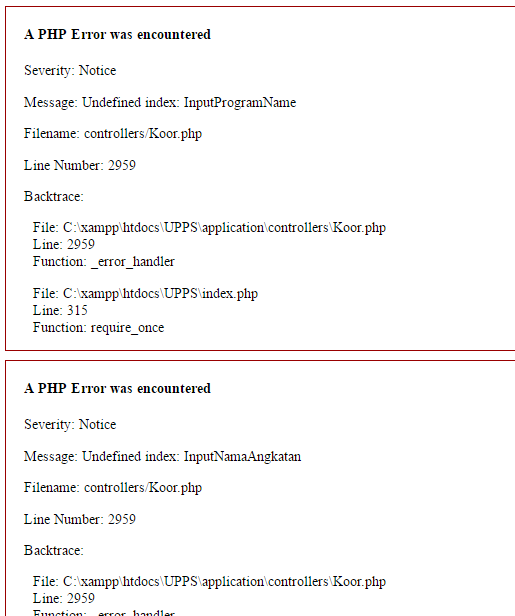 A PHP Error was encountered
Severity: Notice
Message: Undefined index: InputProgramName
Filename: controllers/Koor.php
Line Number: 2959
Backtrace:
File: C:\xampp\htdocs\UPPS\application\controllers\Koor.php
Line: 2959
Function: _error_handler
File: C:\xampp\htdocs\UPPS\index.php
Line: 315
Function: require_once
A PHP Error was encountered
Severity: Notice
Message: Undefined index: InputNamaAngkatan
Filename: controllers/Koor.php
Line Number: 2959
Backtrace:
File: C:\xampp\htdocs\UPPS\application\controllers\Koor.php
Line: 2959
Function: _error_handler